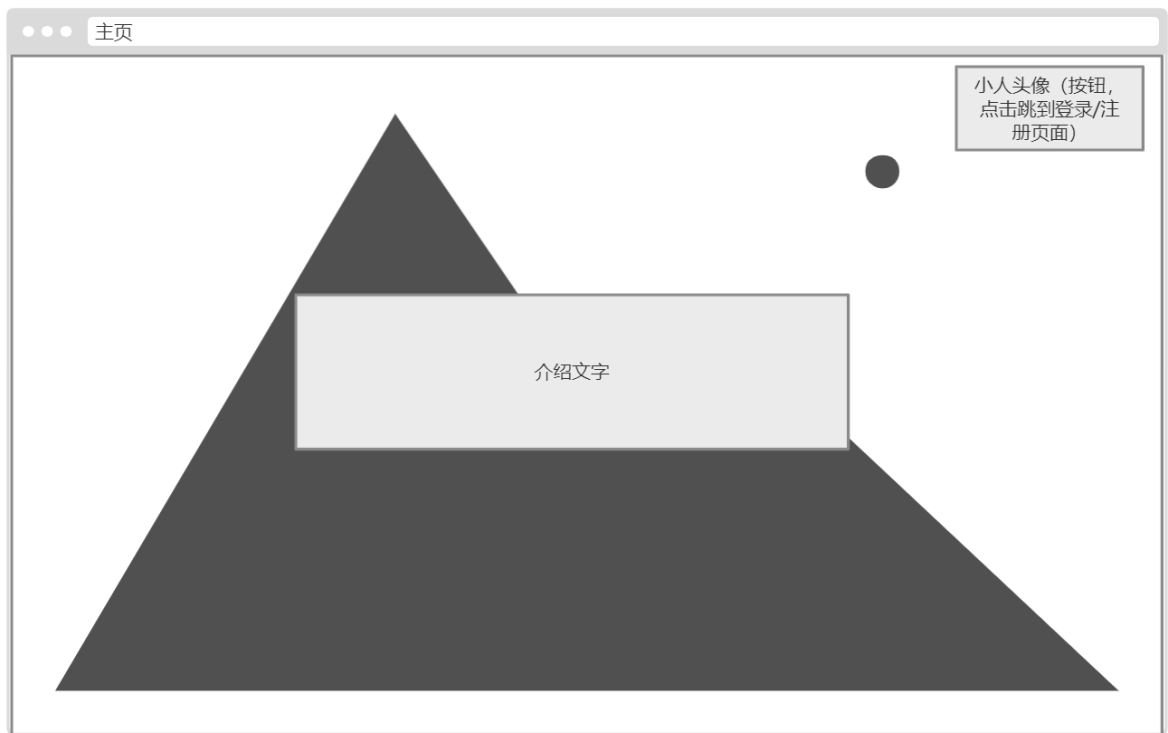 主页
小人头像（按钮，
点击跳到登录/注
册页面）
介绍文字